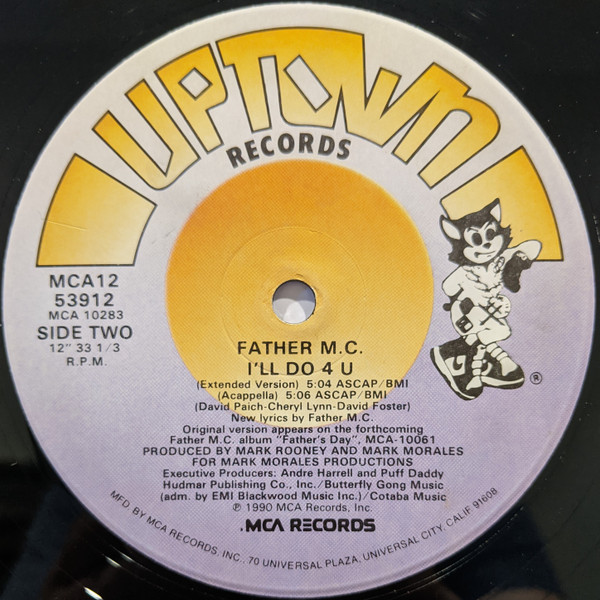 UPTOWN
RECORDS
MCA12
53912
MCA 10283
SIDE TWO
12" 33 1/3
R.P.M.
®
FATHER M.C.
I'LL DO 4 U
(Extended Version) 5:04 ASCAP/BMI
(Acappella) 5:06 ASCAP/BMI
(David Paich-Cheryl Lynn-David Foster)
New lyrics by Father M.C.
Original version appears on the forthcoming
Father M.C. album "Father's Day", MCA-10061
PRODUCED BY MARK ROONEY AND MARK MORALES
FOR MARK MORALES PRODUCTIONS
Executive Producers: Andre Harrell and Puff Daddy
Hudmar Publishing Co., Inc./Butterfly Gong Music
(adm. by EMI Blackwood Music Inc.)/Cotaba Music
℗ 1990 MCA Records, Inc.
.MCA RECORDS
MFD. BY MCA RECORDS, INC., 70 UNIVERSAL PLAZA, UNIVERSAL CITY, CALIF. 91608